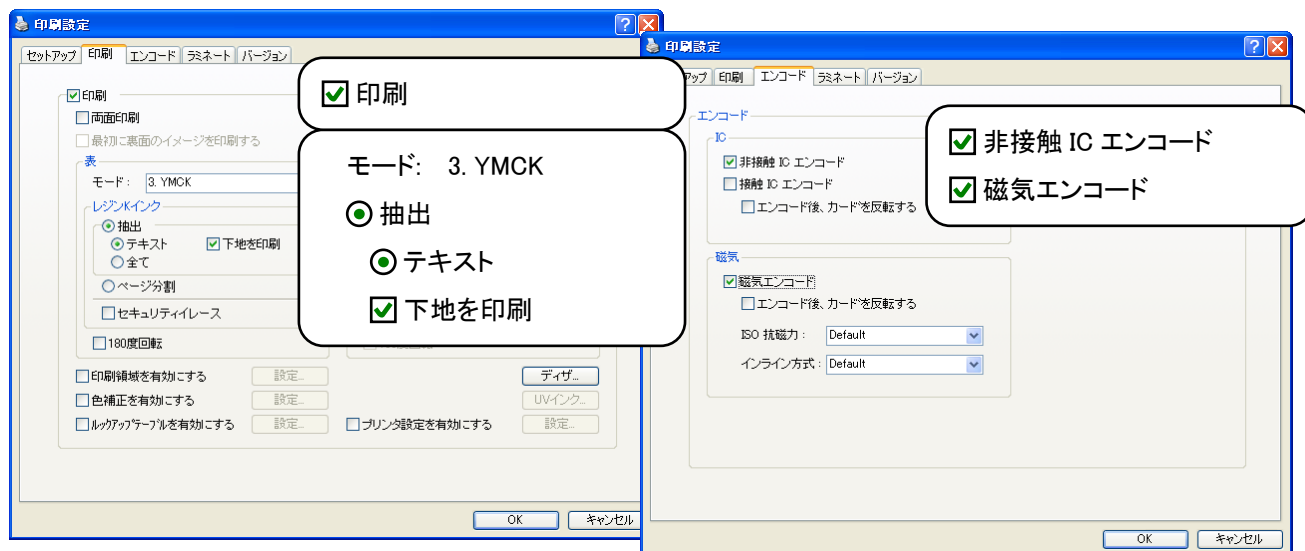 印刷設定
セットアップ 印刷 エンコード ラミネート バージョン
印刷
両面印刷
最初に裏面のイメージを印刷する
表
モード： 3. YMCK
レジンKインク
抽出
テキスト 下地を印刷
全て
ページ分割
セキュリティイレース
180度回転
印刷領域を有効にする 設定...
ディザ...
色補正を有効にする 設定...
UVインク...
ルックアップテーブルを有効にする 設定...
プリンタ設定を有効にする 設定...
OK キャンセル
印刷
モード: 3. YMCK
抽出
テキスト
下地を印刷
印刷設定
アップ 印刷 エンコード ラミネート バージョン
エンコード
IC
非接触 IC エンコード
接触 IC エンコード
エンコード後、カードを反転する
磁気
磁気エンコード
エンコード後、カードを反転する
ISO 抗磁力： Default
インライン方式： Default
OK キャンセル
非接触 IC エンコード
磁気エンコード